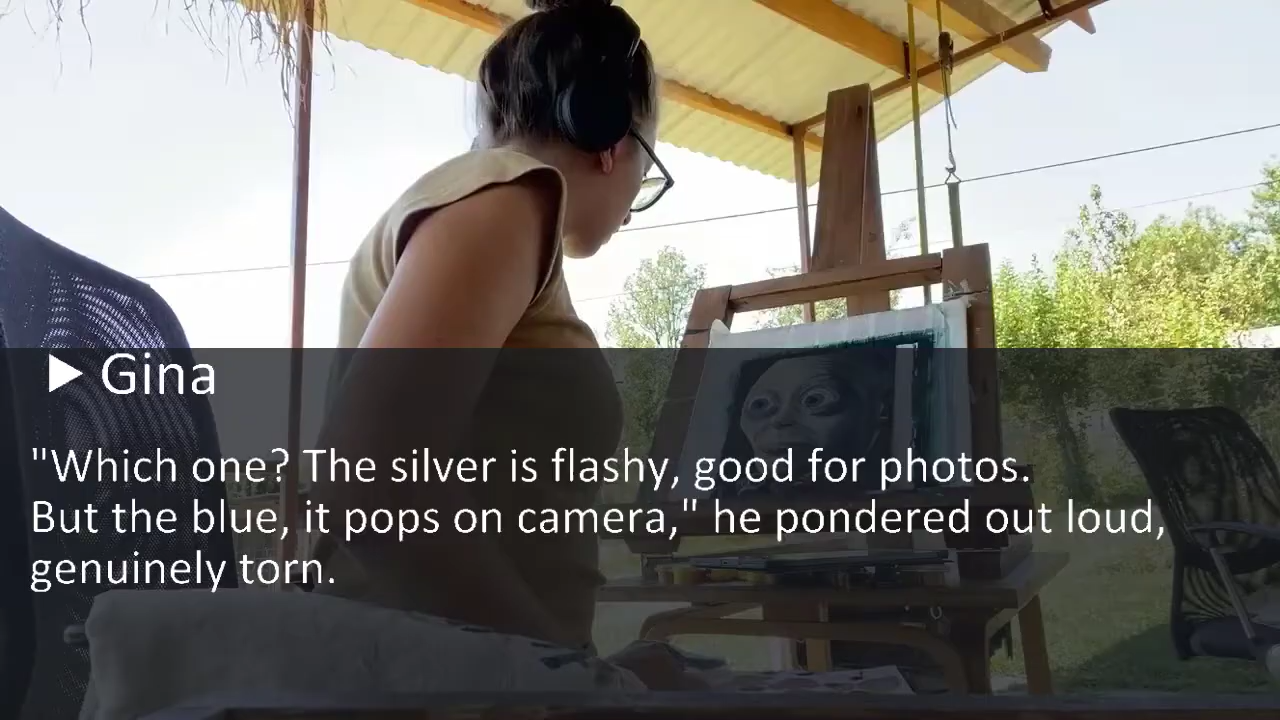 ▶ Gina
"Which one? The silver is flashy, good for photos.
But the blue, it pops on camera," he pondered out loud,
genuinely torn.